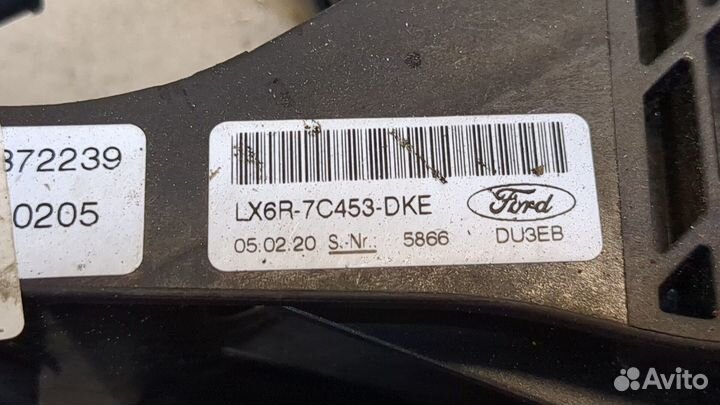 372239
0205
LX6R-7C453-DKE
Ford
05.02.20 S.-Nr.: 5866 DU3EB
Avito